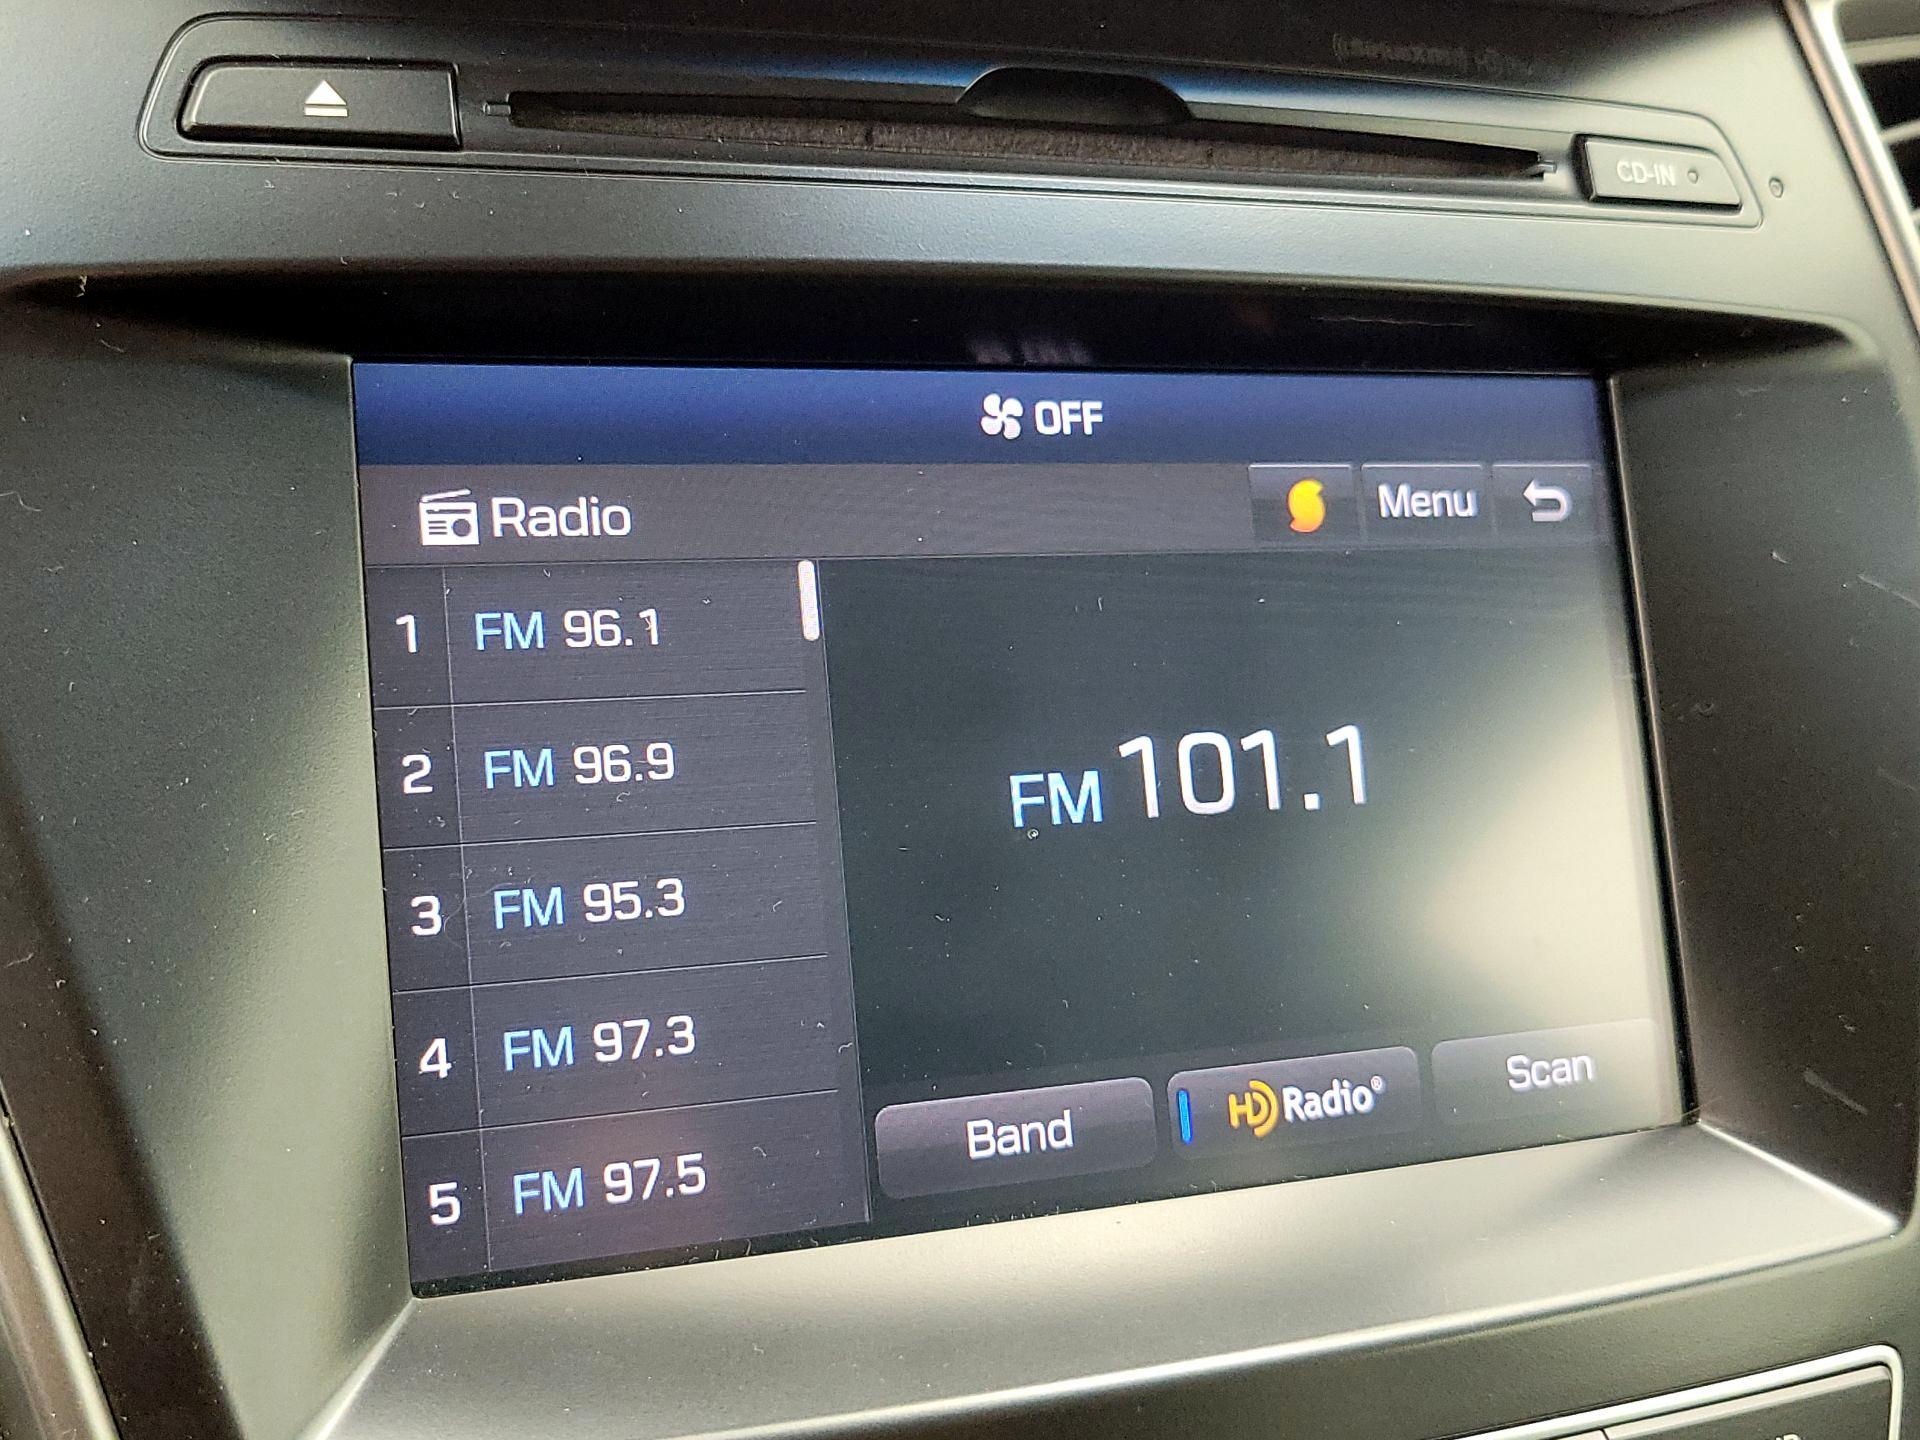 CD-IN
OFF
Radio
Menu
1 FM 96.1
2 FM 96.9
3 FM 95.3
4 FM 97.3
5 FM 97.5
FM 101.1
Band
HD Radio®
Scan